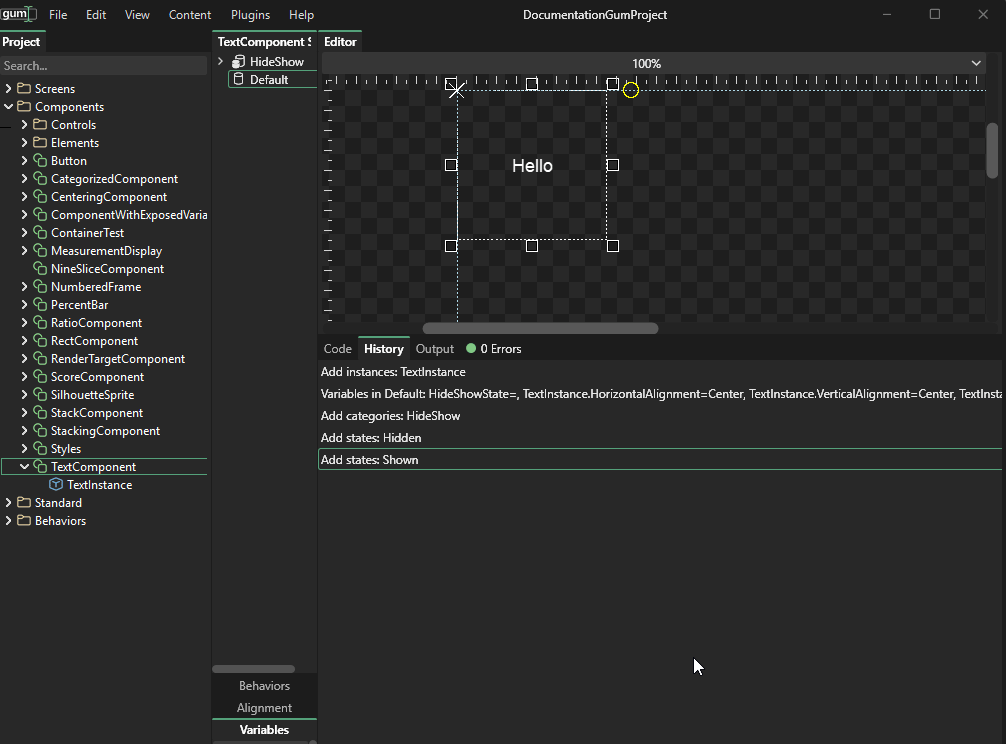 gum File Edit View Content Plugins Help DocumentationGumProject
Project
Search...
Screens
Components
Controls
Elements
Button
CategorizedComponent
CenteringComponent
ComponentWithExposedVaria
ContainerTest
MeasurementDisplay
NineSliceComponent
NumberedFrame
PercentBar
RatioComponent
RectComponent
RenderTargetComponent
ScoreComponent
SilhouetteSprite
StackComponent
StackingComponent
Styles
TextComponent
TextInstance
Standard
Behaviors
TextComponent S
HideShow
Default
Behaviors
Alignment
Variables
Editor
100%
Hello
Code History Output 0 Errors
Add instances: TextInstance
Variables in Default: HideShowState=, TextInstance.HorizontalAlignment=Center, TextInstance.VerticalAlignment=Center, TextInsta
Add categories: HideShow
Add states: Hidden
Add states: Shown